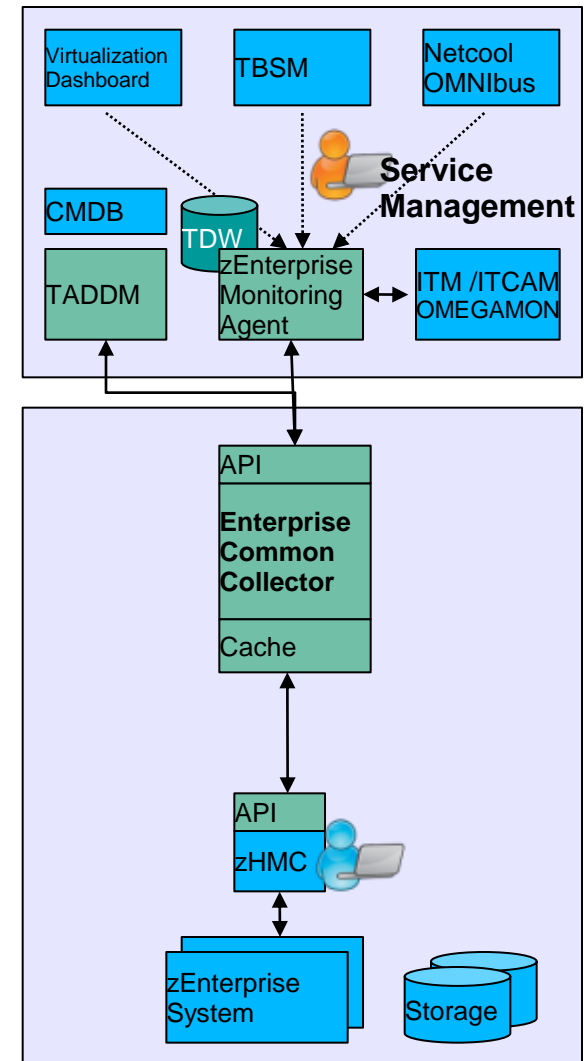 Virtualization
Dashboard
TBSM
Netcool
OMNIbus
Service
Management
CMDB
TDW
TADDM
zEnterprise
Monitoring
Agent
ITM /ITCAM
OMEGAMON
API
Enterprise
Common
Collector
Cache
API
zHMC
zEnterprise
System
Storage